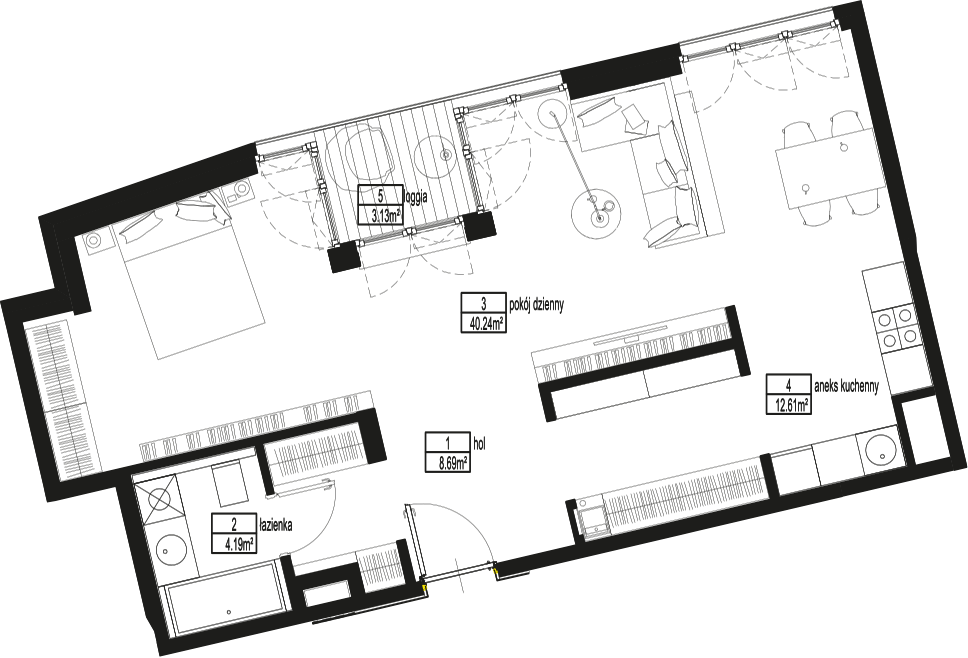 5 loggia
3.13m²
3 pokój dzienny
40.24m²
4 aneks kuchenny
12.61m²
1 hol
8.69m²
2 łazienka
4.19m²